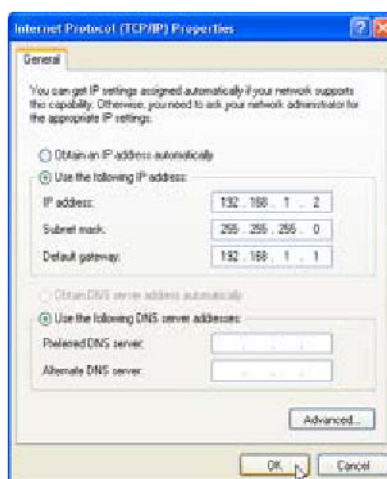 Internet Protocol (TCP/IP) Properties
General
You can get IP settings assigned automatically if your network supports
this capability. Otherwise, you need to ask your network administrator for
the appropriate IP settings.
Obtain an IP address automatically
Use the following IP address:
IP address: 192 . 168 . 1 . 2
Subnet mask: 255 . 255 . 255 . 0
Default gateway: 192 . 168 . 1 . 1
Obtain DNS server address automatically
Use the following DNS server addresses:
Preferred DNS server:
Alternate DNS server:
Advanced...
OK Cancel